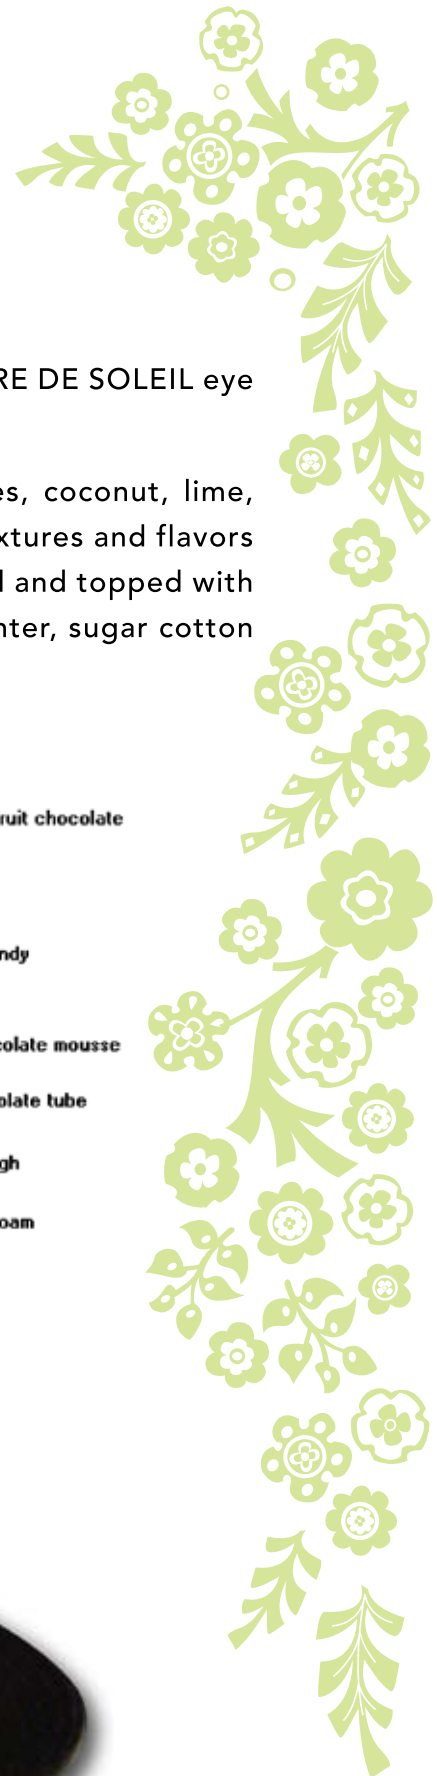 RE DE SOLEIL eye
es, coconut, lime,
xtures and flavors
and topped with
nter, sugar cotton
ruit chocolate
ndy
colate mousse
olate tube
gh
oam